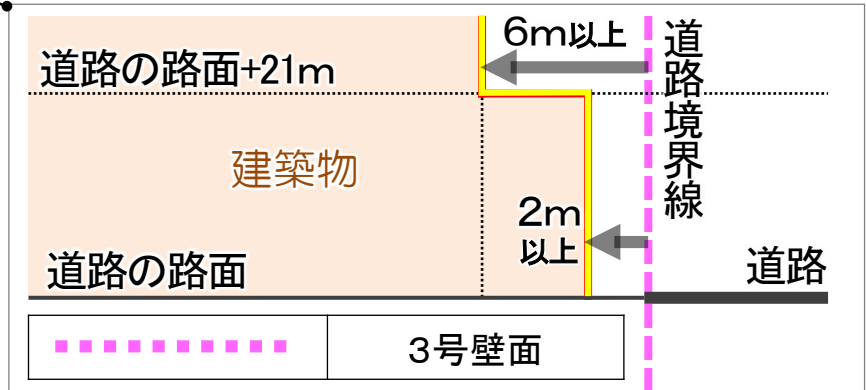 6m以上
道路境界線
道路の路面+21m
建築物
2m
以上
道路の路面
道路
3号壁面